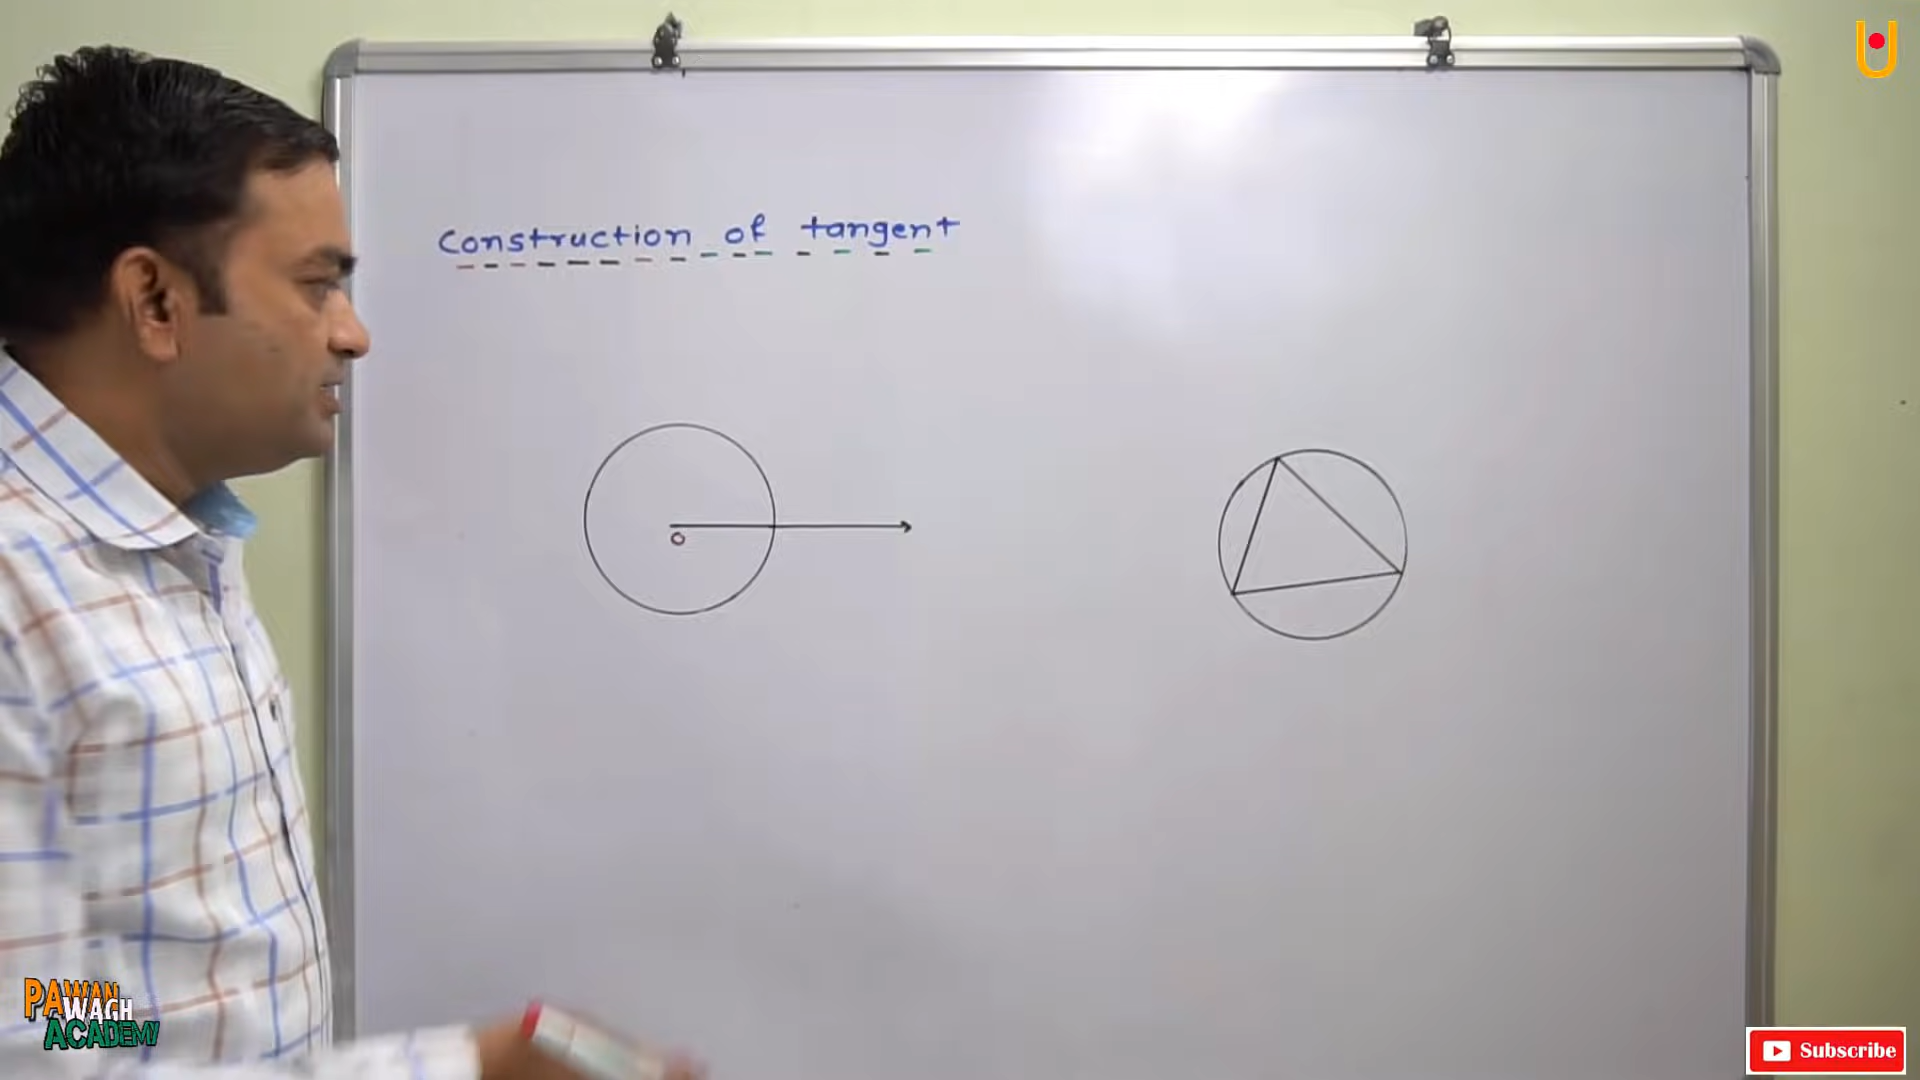 Construction of tangent
O
PAWAN
WAGH
ACADEMY
Subscribe